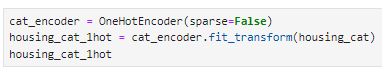 cat_encoder = OneHotEncoder(sparse=False)
housing_cat_1hot = cat_encoder.fit_transform(housing_cat)
housing_cat_1hot